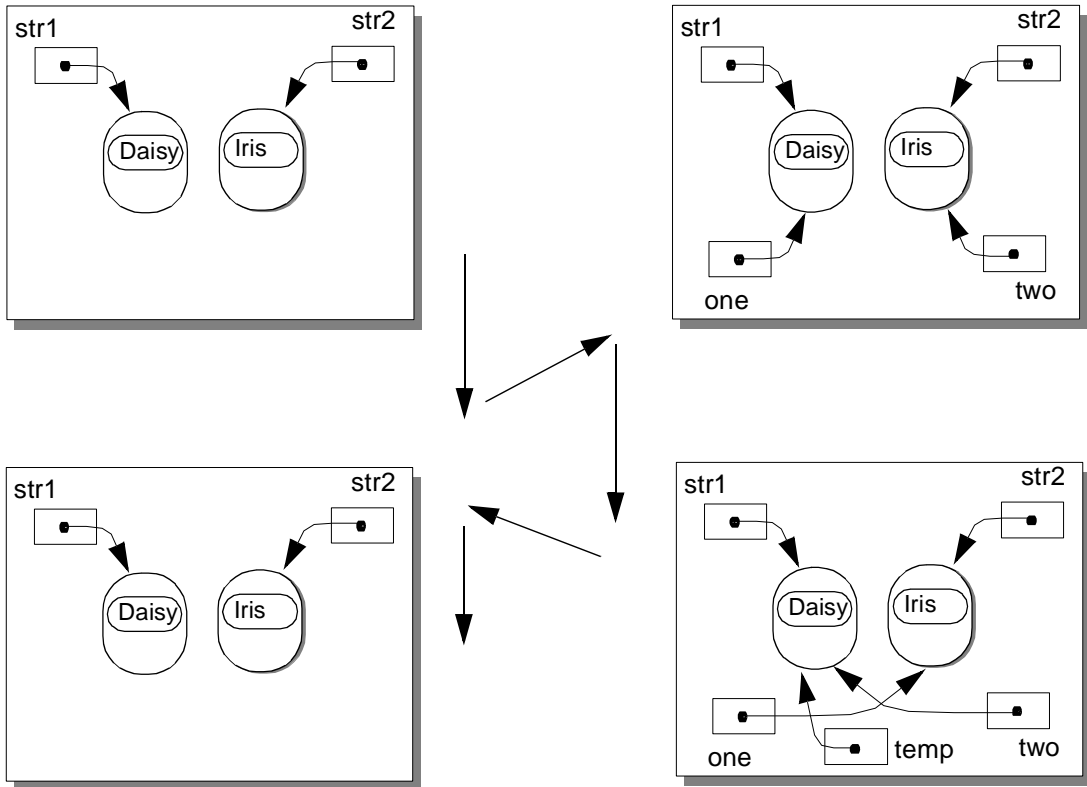 str1
str2
Daisy
Iris
str1
str2
Daisy
Iris
one
two
str1
str2
Daisy
Iris
str1
str2
Daisy
Iris
one
temp
two